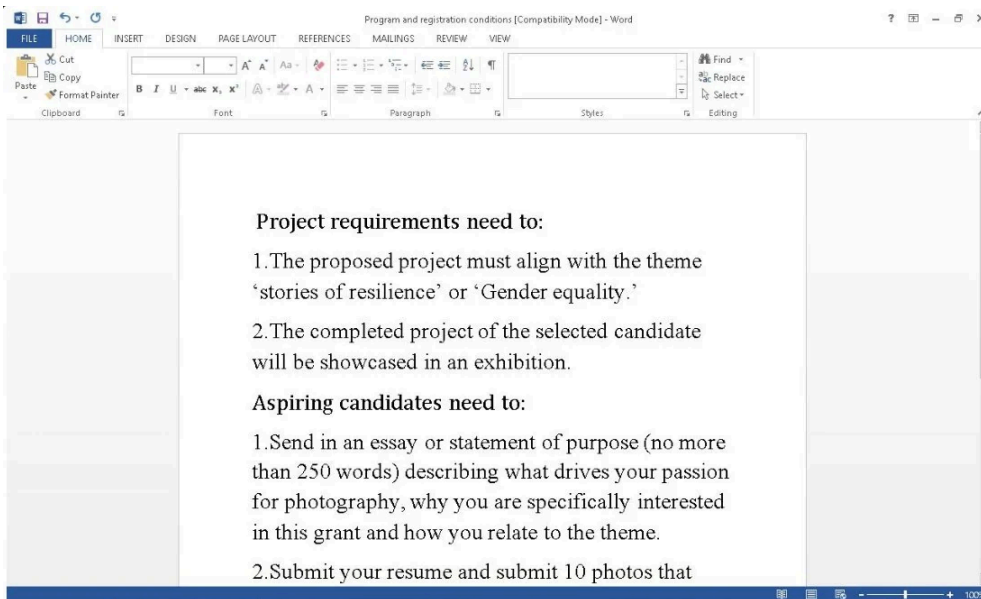 Program and registration conditions [Compatibility Mode] - Word
FILE HOME INSERT DESIGN PAGE LAYOUT REFERENCES MAILINGS REVIEW VIEW
Cut
Copy
Format Painter
Paste
Find
Replace
Select
Clipboard Font Paragraph Styles Editing
Project requirements need to:
1.The proposed project must align with the theme
‘stories of resilience’ or ‘Gender equality.’
2.The completed project of the selected candidate
will be showcased in an exhibition.
Aspiring candidates need to:
1.Send in an essay or statement of purpose (no more
than 250 words) describing what drives your passion
for photography, why you are specifically interested
in this grant and how you relate to the theme.
2.Submit your resume and submit 10 photos that
100%